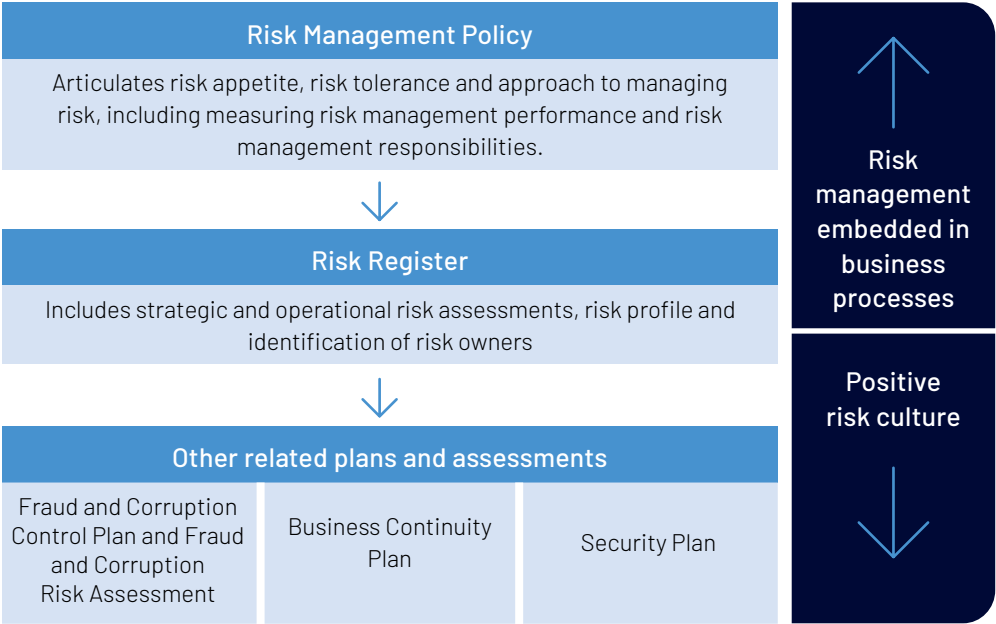 Risk Management Policy
Articulates risk appetite, risk tolerance and approach to managing
risk, including measuring risk management performance and risk
management responsibilities.
Risk Register
Includes strategic and operational risk assessments, risk profile and
identification of risk owners
Other related plans and assessments
Fraud and Corruption
Control Plan and Fraud
and Corruption
Risk Assessment
Business Continuity
Plan
Security Plan
Risk
management
embedded in
business
processes
Positive
risk culture